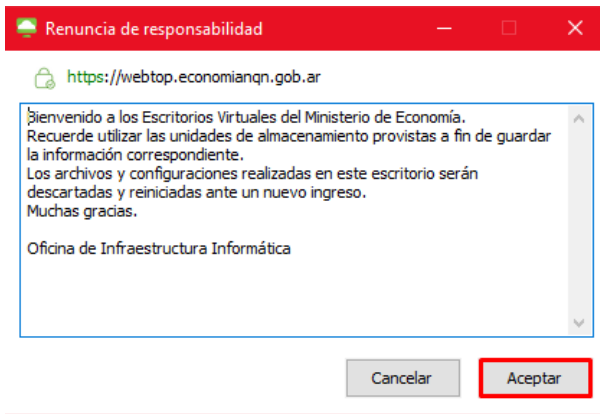 Renuncia de responsabilidad
https://webtop.economianqn.gob.ar
Bienvenido a los Escritorios Virtuales del Ministerio de Economía.
Recuerde utilizar las unidades de almacenamiento provistas a fin de guardar
la información correspondiente.
Los archivos y configuraciones realizadas en este escritorio serán
descartadas y reiniciadas ante un nuevo ingreso.
Muchas gracias.
Oficina de Infraestructura Informática
Cancelar
Aceptar